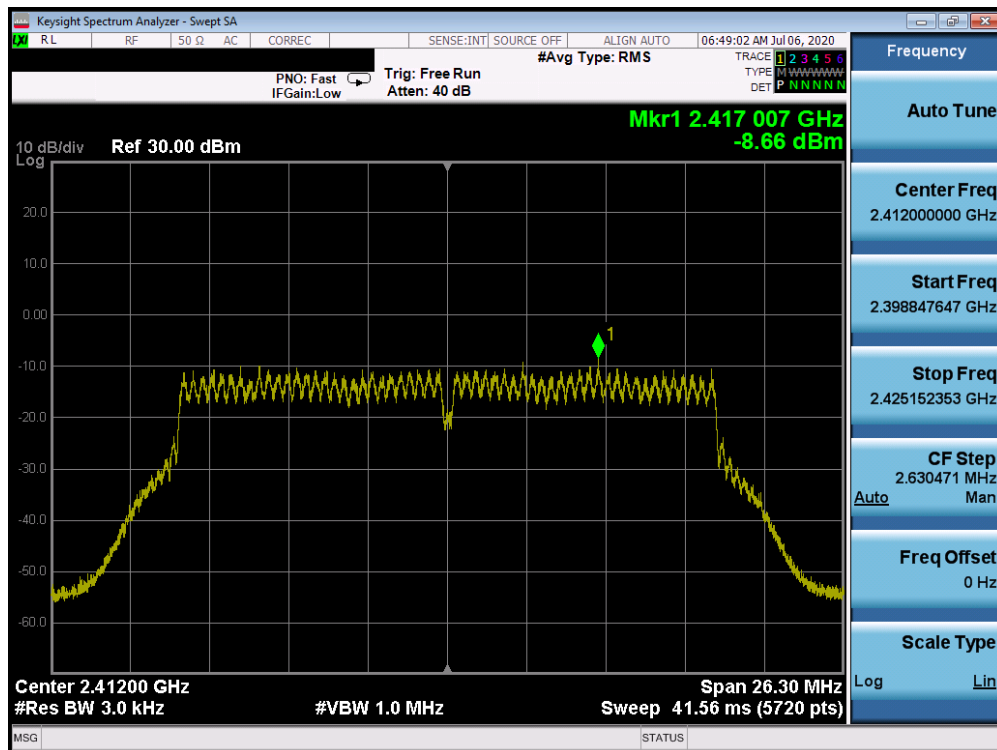 Keysight Spectrum Analyzer - Swept SA
LXI RL RF 50 Ω AC CORREC SENSE:INT SOURCE OFF ALIGN AUTO 06:49:02 AM Jul 06, 2020
PNO: Fast
IFGain:Low
Trig: Free Run
Atten: 40 dB
#Avg Type: RMS
TRACE 1 2 3 4 5 6
TYPE M WWWWW
DET P N N N N N
Mkr1 2.417 007 GHz
-8.66 dBm
10 dB/div
Log
Ref 30.00 dBm
20.0
10.0
0.00
-10.0
-20.0
-30.0
-40.0
-50.0
-60.0
1
Center 2.41200 GHz
Span 26.30 MHz
#Res BW 3.0 kHz
#VBW 1.0 MHz
Sweep 41.56 ms (5720 pts)
MSG
STATUS
Frequency
Auto Tune
Center Freq
2.412000000 GHz
Start Freq
2.398847647 GHz
Stop Freq
2.425152353 GHz
CF Step
2.630471 MHz
Auto Man
Freq Offset
0 Hz
Scale Type
Log Lin